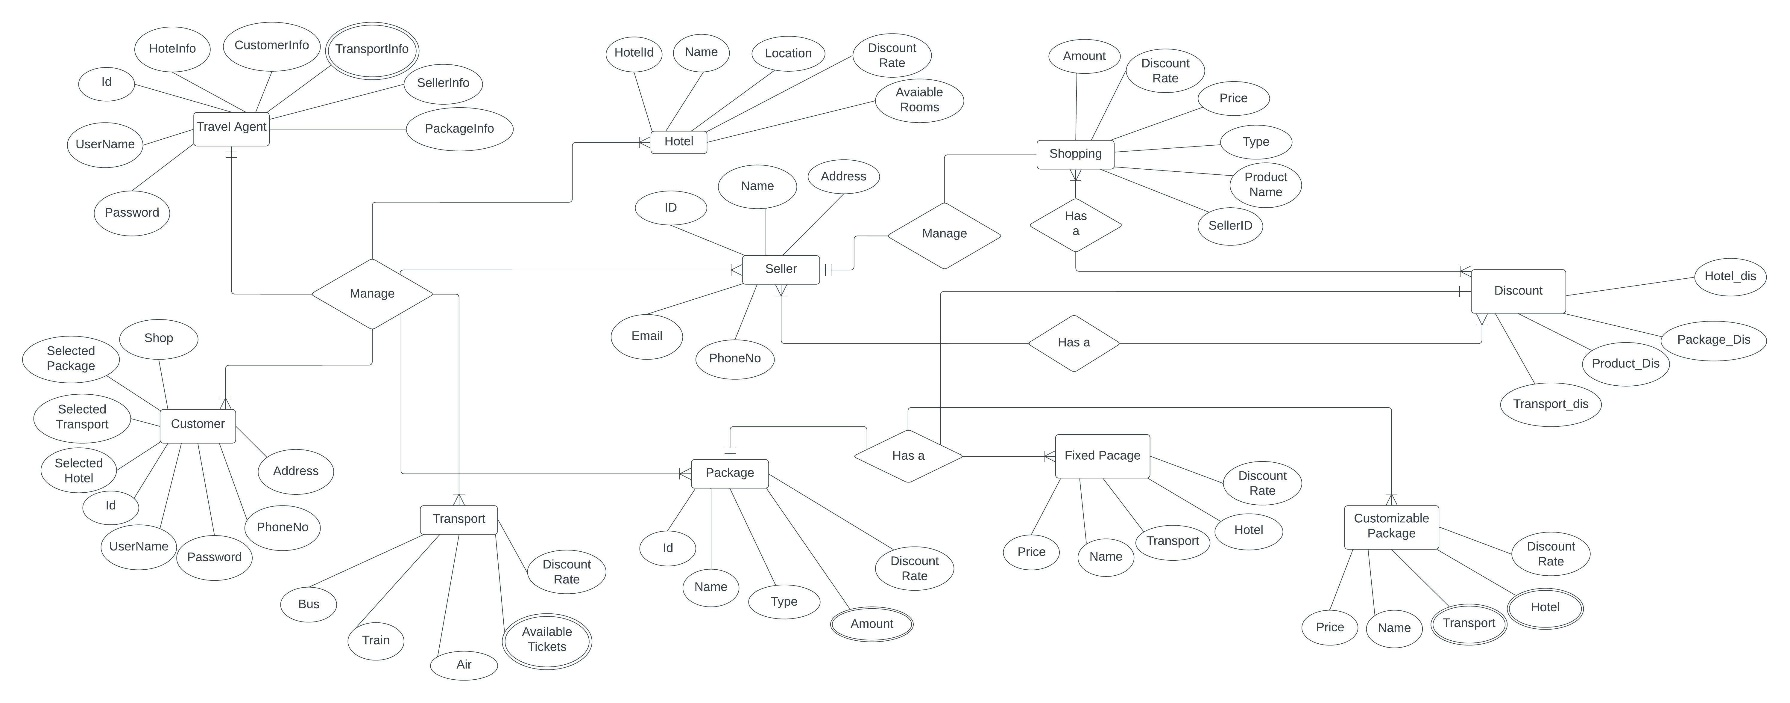 HoteInfo
CustomerInfo
TransportInfo
Id
SellerInfo
UserName
Travel Agent
PackageInfo
Password
HotelId
Name
Location
Discount
Rate
Avaiable
Rooms
Hotel
Amount
Discount
Rate
Price
Type
Shopping
Product
Name
SellerID
Has
a
Manage
ID
Name
Address
Seller
Email
PhoneNo
Manage
Has a
Discount
Hotel_dis
Package_Dis
Product_Dis
Transport_dis
Shop
Selected
Package
Selected
Transport
Customer
Selected
Hotel
Id
UserName
Password
PhoneNo
Address
Transport
Bus
Train
Air
Available
Tickets
Discount
Rate
Package
Id
Name
Type
Amount
Discount
Rate
Has a
Fixed Pacage
Price
Name
Transport
Hotel
Discount
Rate
Customizable
Package
Price
Name
Transport
Hotel
Discount
Rate